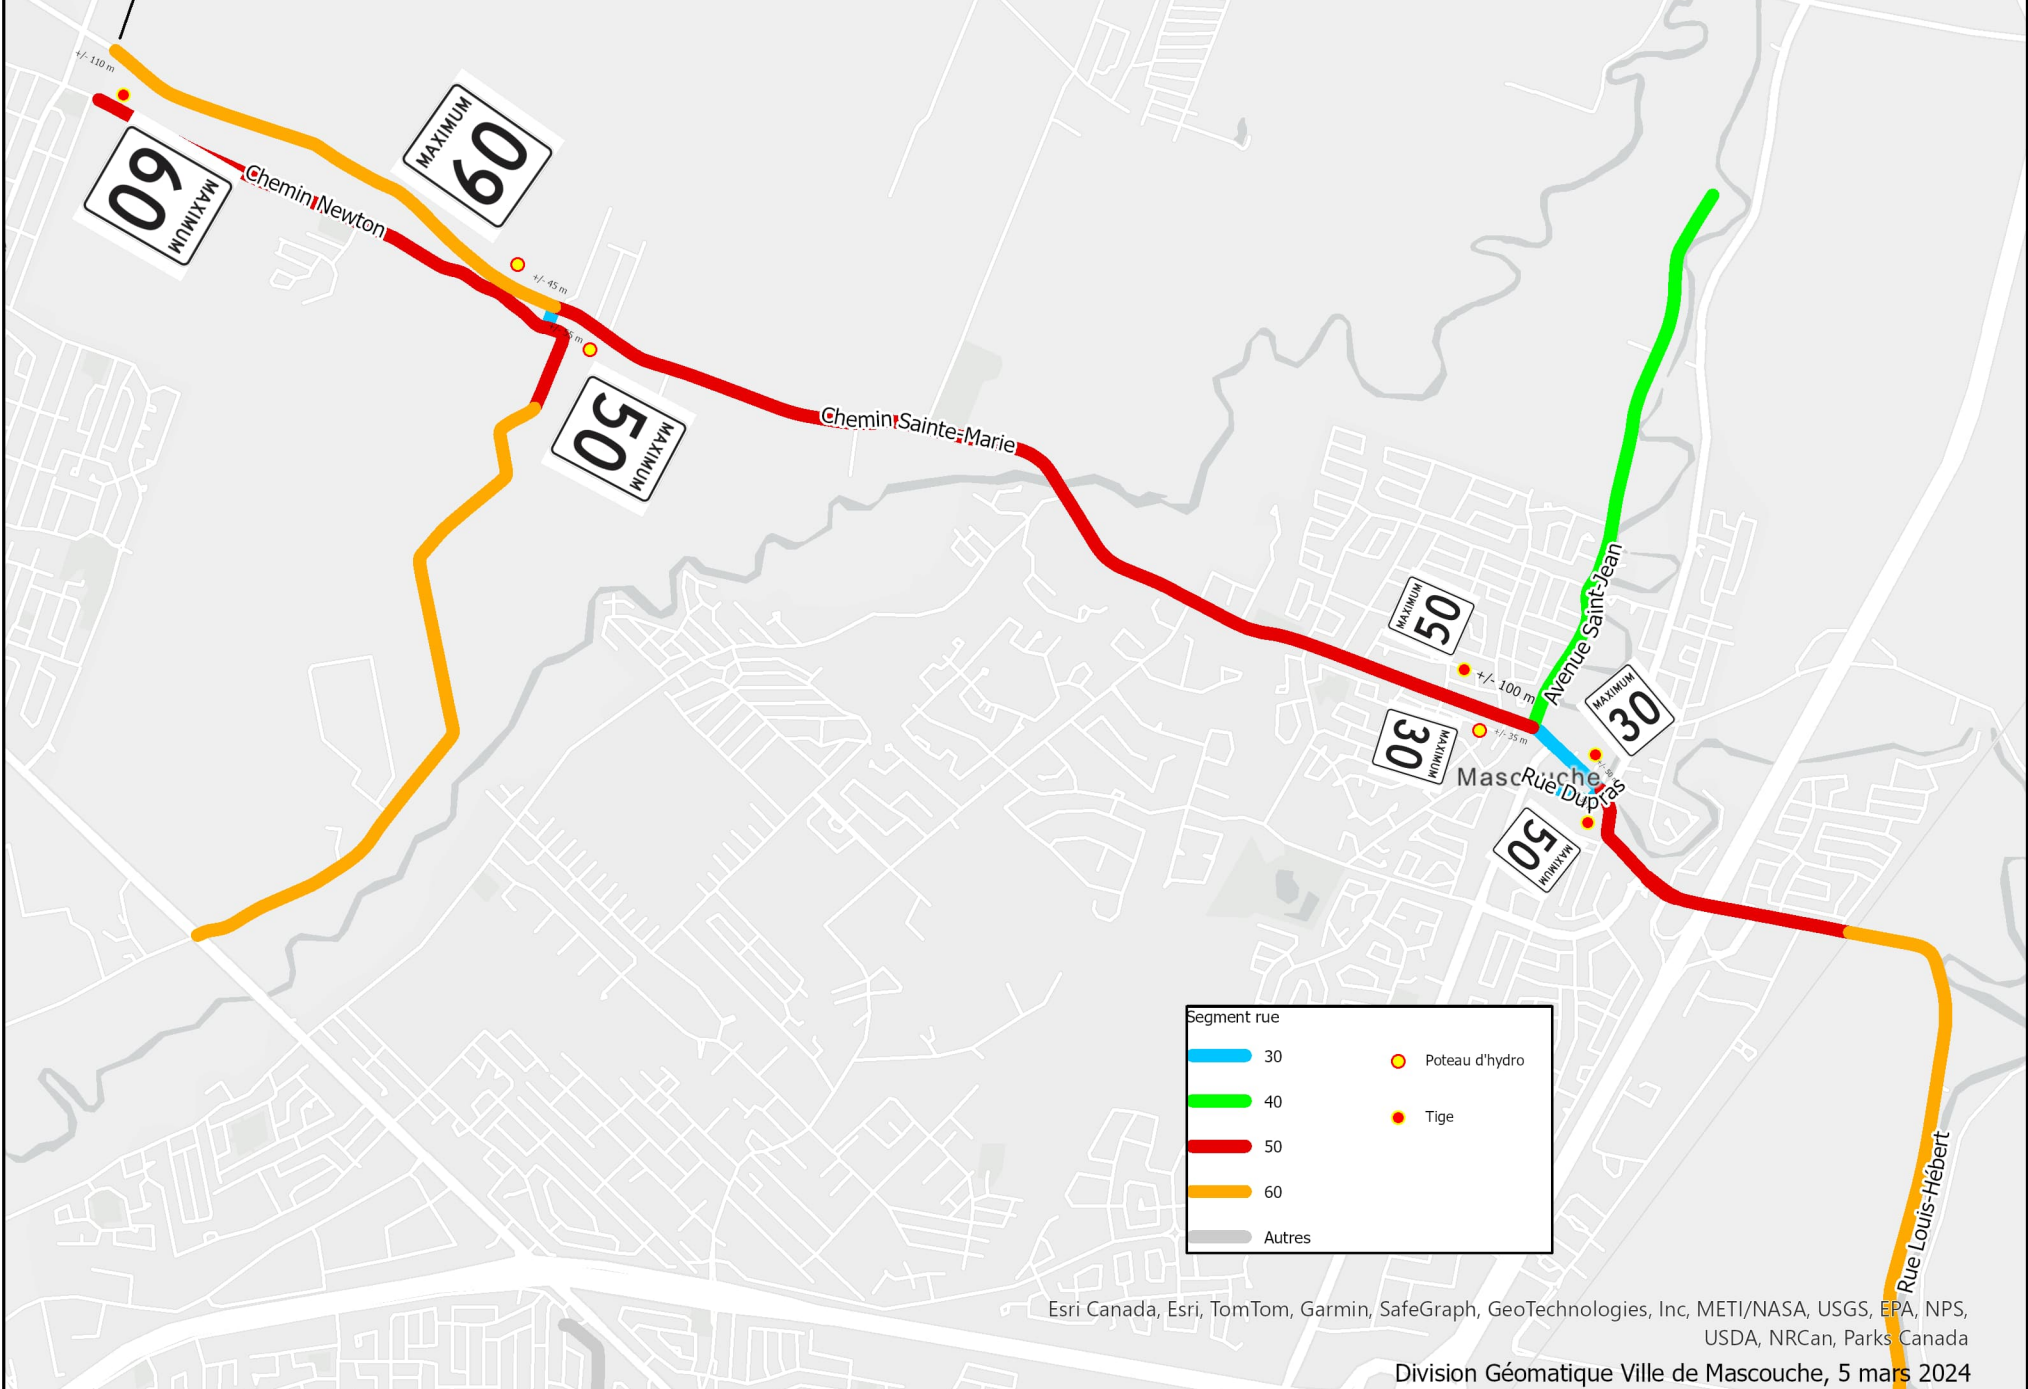 +/- 110 m
MAXIMUM
60
60
MAXIMUM
Chemin Newton
+/- 45 m
50
MAXIMUM
Chemin Sainte-Marie
Avenue Saint-Jean
MAXIMUM
50
+/- 100 m
MAXIMUM
30
30
MAXIMUM
+/- 35 m
Mascouche
Rue Dupras
50
MAXIMUM
Segment rue
30
40
50
60
Autres
Poteau d'hydro
Tige
Rue Louis-Hébert
Esri Canada, Esri, TomTom, Garmin, SafeGraph, GeoTechnologies, Inc, METI/NASA, USGS, EPA, NPS,
USDA, NRCan, Parks Canada
Division Géomatique Ville de Mascouche, 5 mars 2024